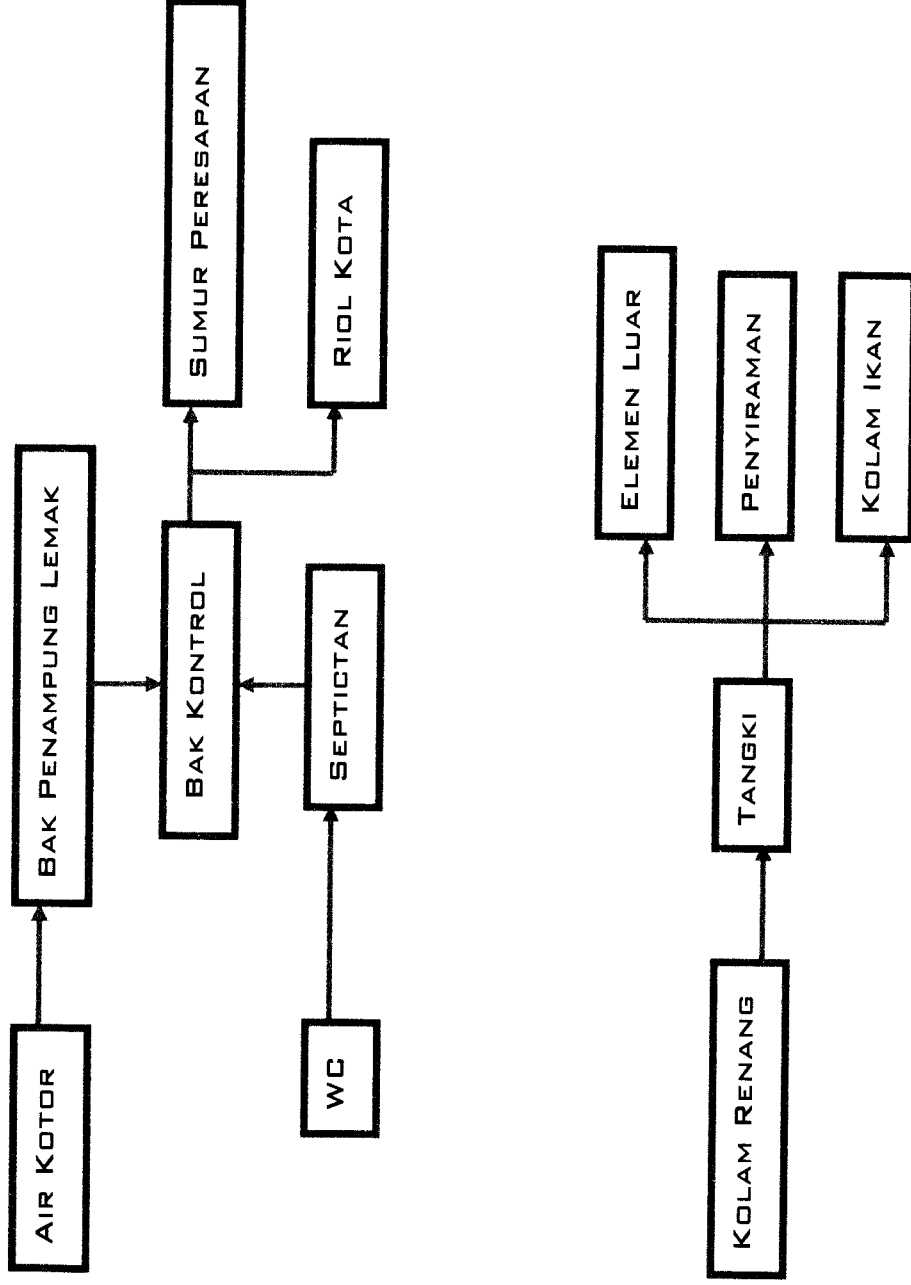 Air Kotor
Bak Penampung Lemak
Bak Kontrol
Sumur Peresapan
WC
Septictan
Riol Kota
Kolam Renang
Tangki
Elemen Luar
Penyiraman
Kolam Ikan